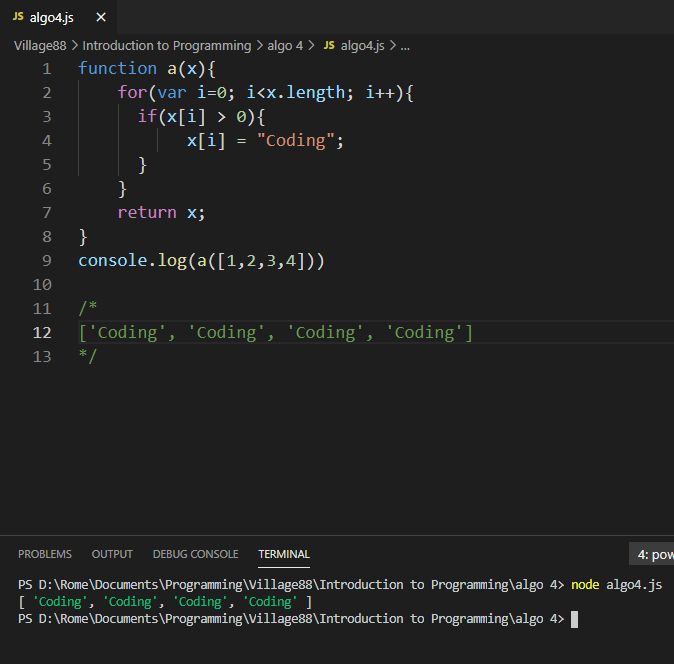 JS algo4.js ×
Village88 > Introduction to Programming > algo 4 > JS algo4.js > ...
1 function a(x){
2     for(var i=0; i<x.length; i++){
3       if(x[i] > 0){
4            x[i] = "Coding";
5       }
6     }
7     return x;
8 }
9 console.log(a([1,2,3,4]))
10
11 /*
12 ['Coding', 'Coding', 'Coding', 'Coding']
13 */
PROBLEMS OUTPUT DEBUG CONSOLE TERMINAL 4: pow
PS D:\Rome\Documents\Programming\Village88\Introduction to Programming\algo 4> node algo4.js
[ 'Coding', 'Coding', 'Coding', 'Coding' ]
PS D:\Rome\Documents\Programming\Village88\Introduction to Programming\algo 4>